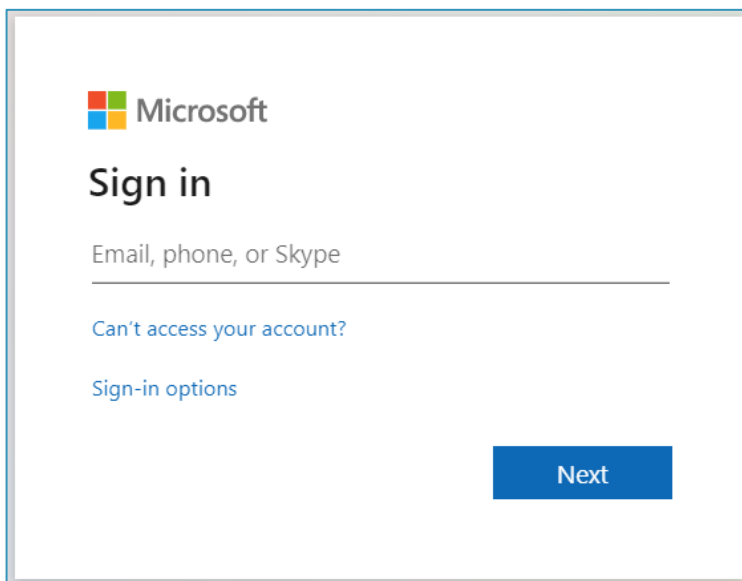 Microsoft
Sign in
Email, phone, or Skype
Can't access your account?
Sign-in options
Next